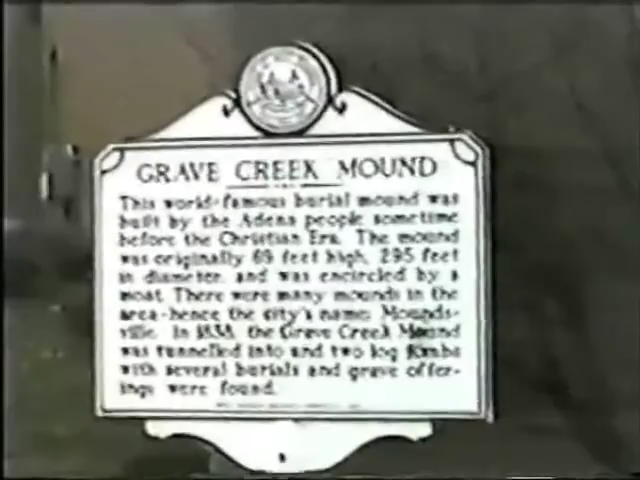 GRAVE CREEK MOUND
This world-famous burial mound was
built by the Adena people sometime
before the Christian Era. The mound
was originally 69 feet high, 295 feet
in diameter, and was encircled by a
moat. There were many mounds in the
area-hence the city's name: Mounds-
ville. In 1838, the Grave Creek Mound
was tunnelled into and two log tombs
with several burials and grave offer-
ings were found.